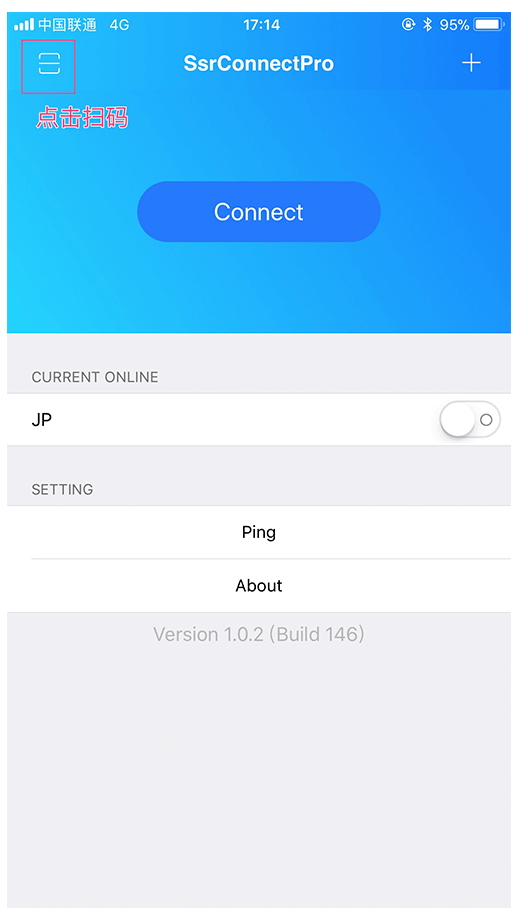 中国联通 4G 17:14 95%
SsrConnectPro
点击扫码
Connect
CURRENT ONLINE
JP
SETTING
Ping
About
Version 1.0.2 (Build 146)